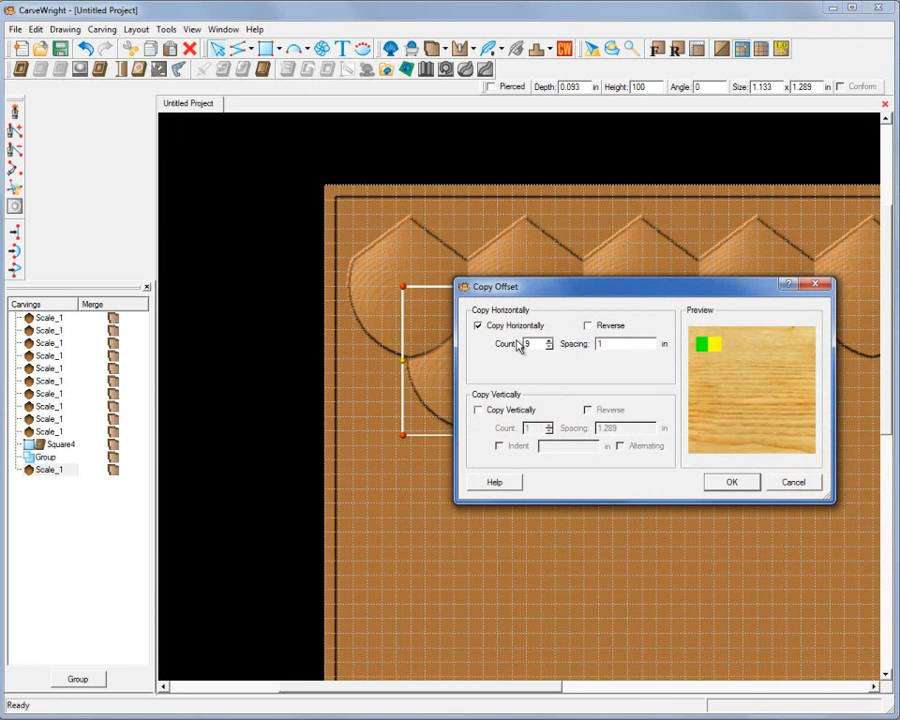 CarveWright - [Untitled Project]
File Edit Drawing Carving Layout Tools View Window Help
Pierced Depth: 0.093 in Height: 100 Angle: 0 Size: 1.133 x 1.289 in Conform
Untitled Project
Carvings Merge
Scale_1
Scale_1
Scale_1
Scale_1
Scale_1
Scale_1
Scale_1
Scale_1
Scale_1
Scale_1
Square4
Group
Scale_1
Group
Ready
Copy Offset
Copy Horizontally
Copy Horizontally Reverse
Count: 9 Spacing: 1 in
Copy Vertically
Copy Vertically Reverse
Count: 1 Spacing: 1.289 in
Indent in Alternating
Preview
Help OK Cancel